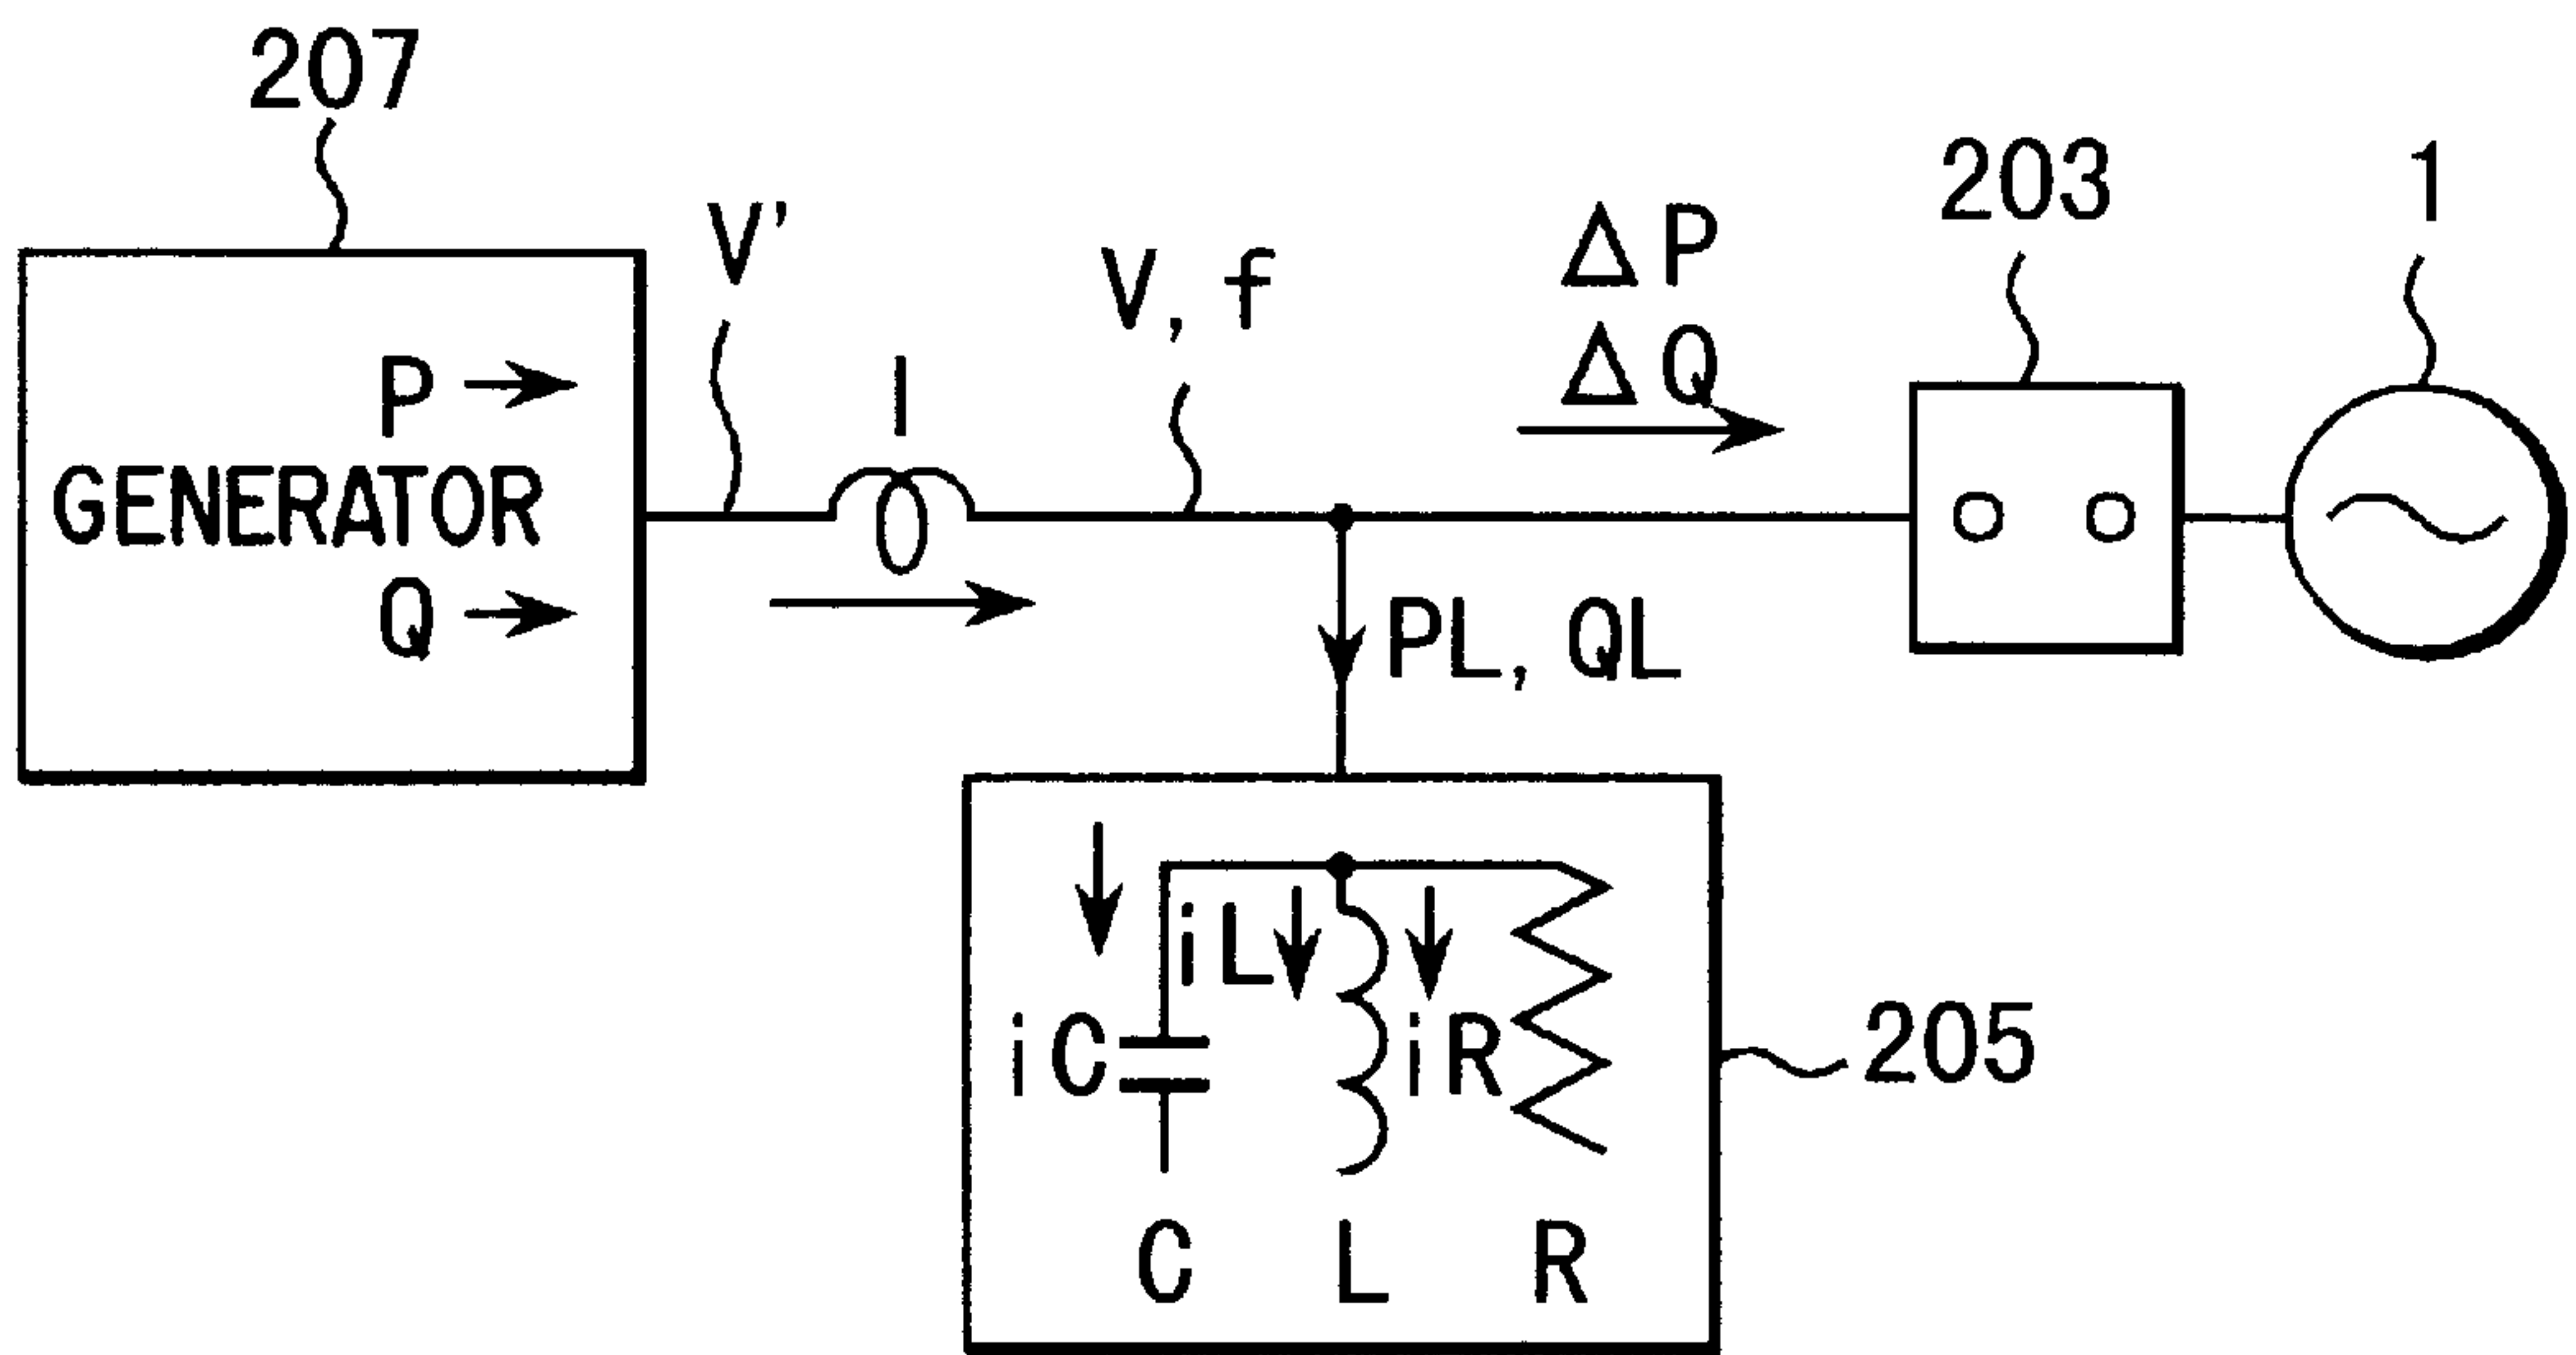 207
203
1
V'
V, f
ΔP
ΔQ
P
I
GENERATOR
Q
PL, QL
iL
iC
iR
205
C L R